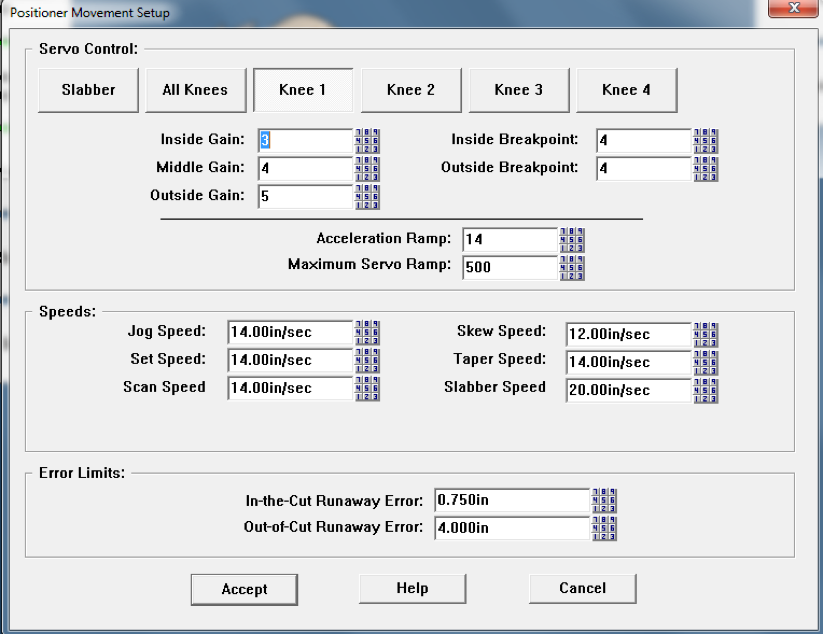 Positioner Movement Setup
X
Servo Control:
Slabber All Knees Knee 1 Knee 2 Knee 3 Knee 4
Inside Gain: 3 Inside Breakpoint: 4
Middle Gain: 4 Outside Breakpoint: 4
Outside Gain: 5
Acceleration Ramp: 14
Maximum Servo Ramp: 500
Speeds:
Jog Speed: 14.00in/sec Skew Speed: 12.00in/sec
Set Speed: 14.00in/sec Taper Speed: 14.00in/sec
Scan Speed 14.00in/sec Slabber Speed 20.00in/sec
Error Limits:
In-the-Cut Runaway Error: 0.750in
Out-of-Cut Runaway Error: 4.000in
Accept Help Cancel